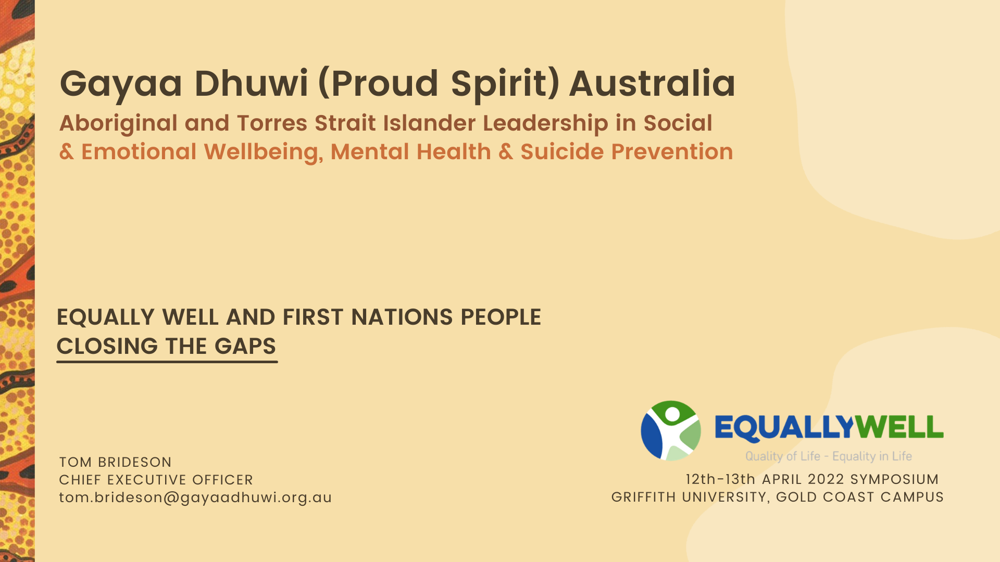 Gayaa Dhuwi (Proud Spirit) Australia
Aboriginal and Torres Strait Islander Leadership in Social
& Emotional Wellbeing, Mental Health & Suicide Prevention
EQUALLY WELL AND FIRST NATIONS PEOPLE
CLOSING THE GAPS
TOM BRIDESON
CHIEF EXECUTIVE OFFICER
tom.brideson@gayaadhuwi.org.au
EQUALLYWELL
Quality of Life - Equality in Life
12th-13th APRIL 2022 SYMPOSIUM
GRIFFITH UNIVERSITY, GOLD COAST CAMPUS